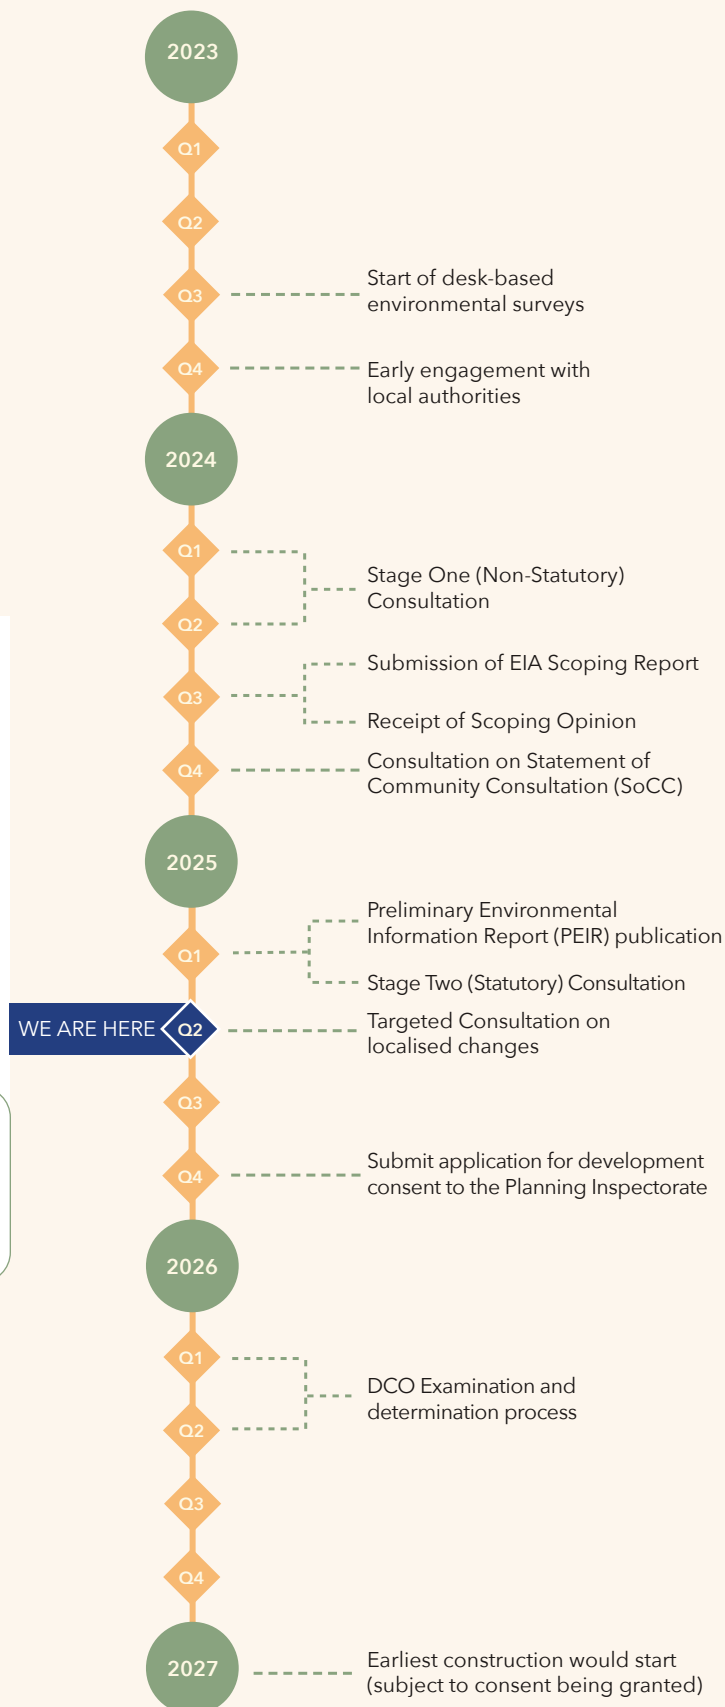 2023
Q1
Q2
Q3
Start of desk-based
environmental surveys
Q4
Early engagement with
local authorities
2024
Q1
Stage One (Non-Statutory)
Consultation
Q2
Submission of EIA Scoping Report
Q3
Receipt of Scoping Opinion
Q4
Consultation on Statement of
Community Consultation (SoCC)
2025
Preliminary Environmental
Information Report (PEIR) publication
Q1
Stage Two (Statutory) Consultation
WE ARE HERE Q2
Targeted Consultation on
localised changes
Q3
Q4
Submit application for development
consent to the Planning Inspectorate
2026
Q1
DCO Examination and
determination process
Q2
Q3
Q4
2027
Earliest construction would start
(subject to consent being granted)